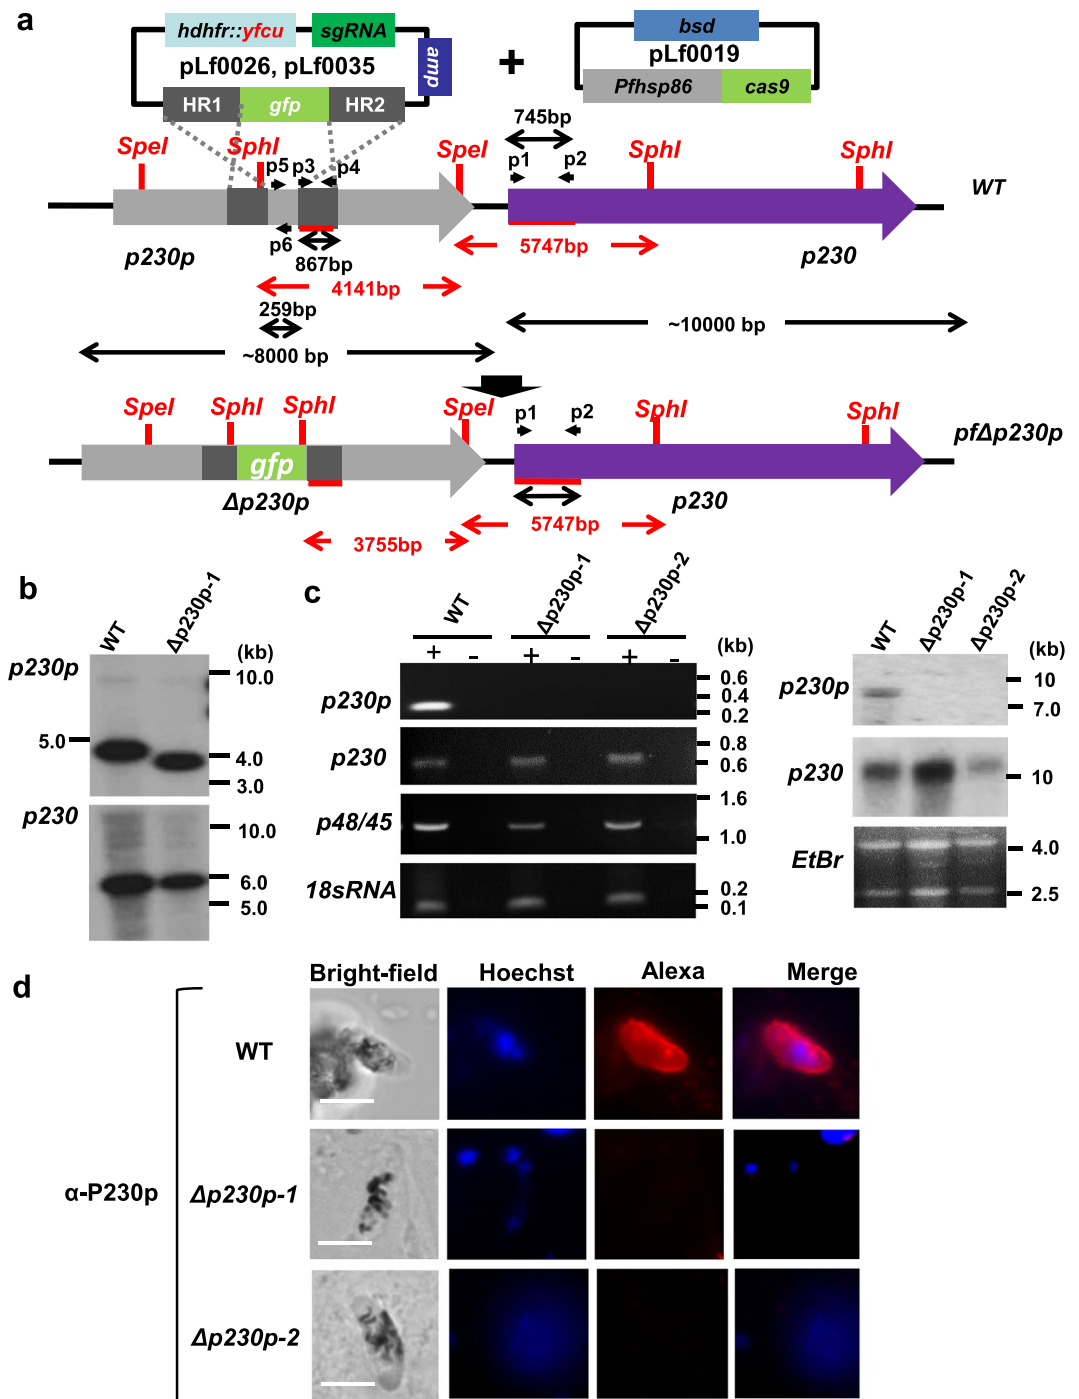 a
hdhfr::yfcu sgRNA amp
pLf0026, pLf0035
HR1 gfp HR2
+
bsd
pLf0019
Pfhsp86 cas9
745bp
SpeI SphI SpeI SphI SphI
p5 p3 p4 p1 p2
WT
p6
p230p 867bp 5747bp p230
4141bp
259bp
~8000 bp ~10000 bp
SpeI SphI SphI SpeI p1 p2 SphI SphI
gfp
pfΔp230p
Δp230p p230
3755bp 5747bp
b
WT Δp230p-1
(kb)
p230p
10.0
5.0
4.0
3.0
p230
10.0
6.0
5.0
c
WT Δp230p-1 Δp230p-2
+ - + - + - (kb)
p230p
0.6
0.4
0.2
p230
0.8
0.6
p48/45
1.6
1.0
18sRNA
0.2
0.1
WT Δp230p-1 Δp230p-2
(kb)
p230p
10
7.0
p230
10
EtBr
4.0
2.5
d
Bright-field Hoechst Alexa Merge
α-P230p
WT
Δp230p-1
Δp230p-2